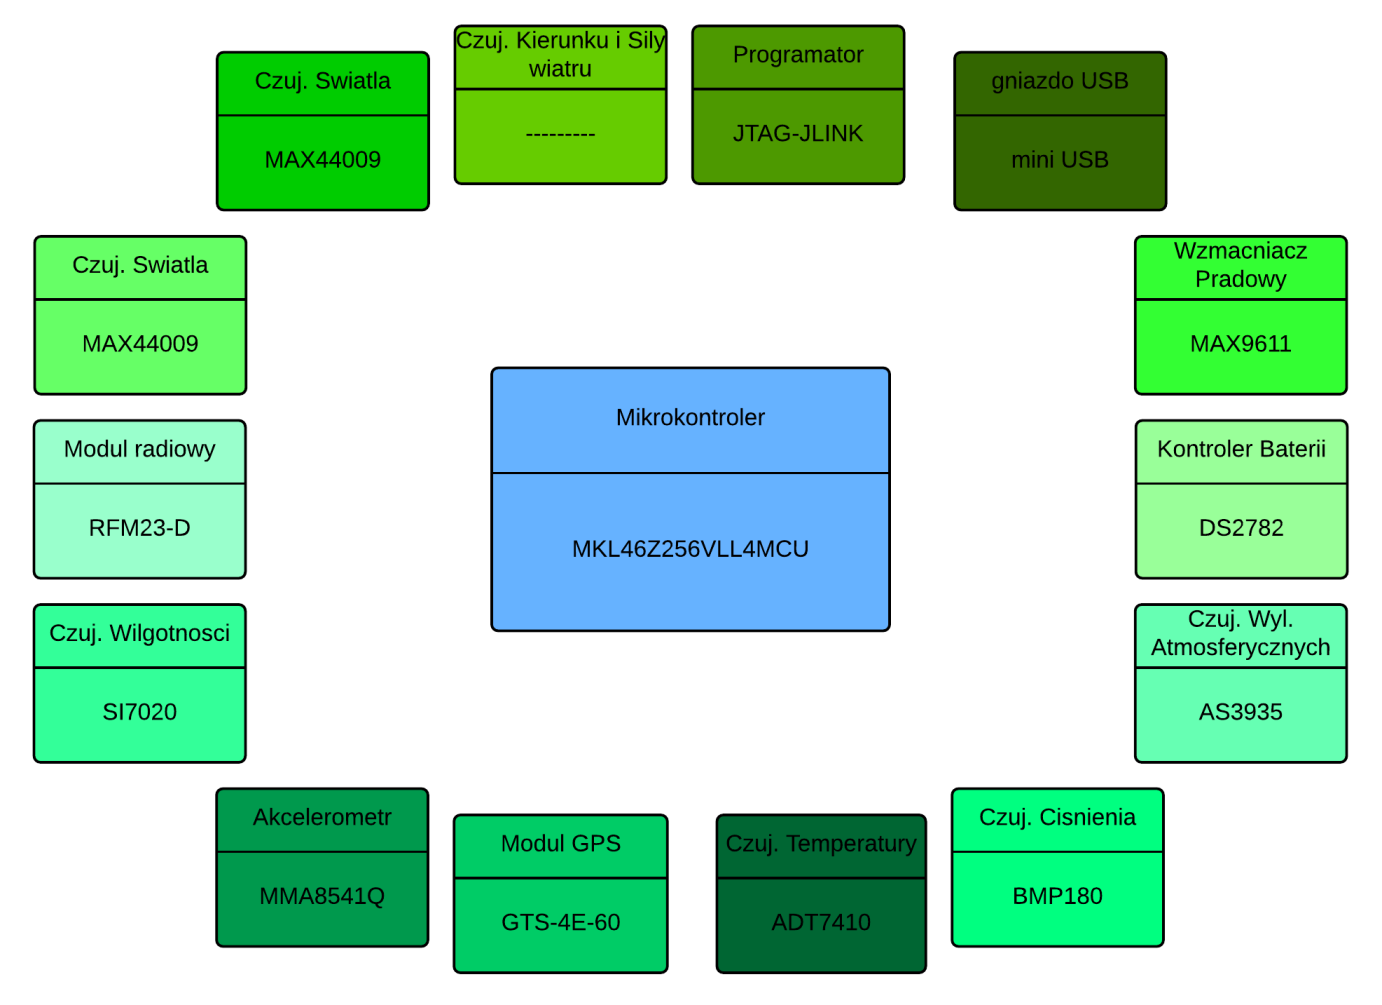 Czuj. Swiatla
MAX44009
Czuj. Kierunku i Sily
wiatru
---------
Programator
JTAG-JLINK
gniazdo USB
mini USB
Czuj. Swiatla
MAX44009
Wzmacniacz
Pradowy
MAX9611
Mikrokontroler
MKL46Z256VLL4MCU
Modul radiowy
RFM23-D
Kontroler Baterii
DS2782
Czuj. Wilgotnosci
SI7020
Czuj. Wyl.
Atmosferycznych
AS3935
Akcelerometr
MMA8541Q
Modul GPS
GTS-4E-60
Czuj. Temperatury
ADT7410
Czuj. Cisnienia
BMP180